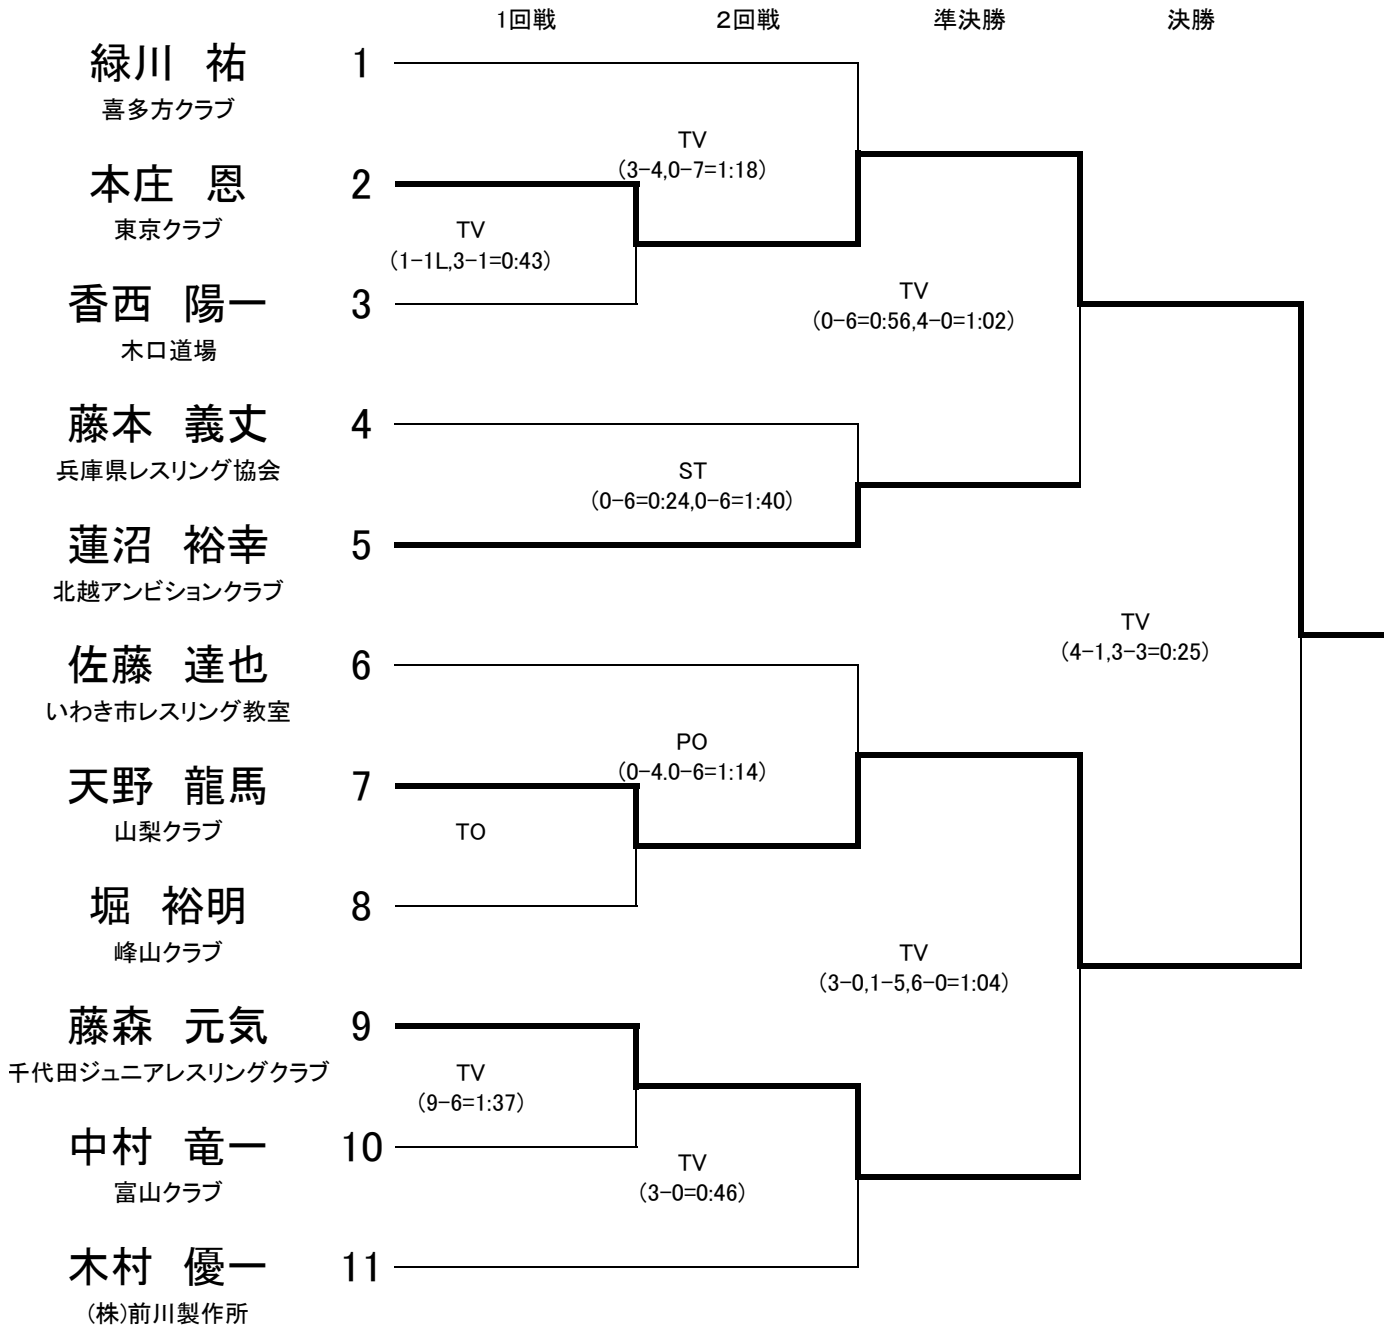 1回戦 2回戦 準決勝 決勝
緑川 祐 1
喜多方クラブ
TV
(3-4,0-7=1:18)
本庄 恩 2
東京クラブ
TV
(1-1L,3-1=0:43)
香西 陽一 3
木口道場
TV
(0-6=0:56,4-0=1:02)
藤本 義丈 4
兵庫県レスリング協会
ST
(0-6=0:24,0-6=1:40)
蓮沼 裕幸 5
北越アンビションクラブ
TV
(4-1,3-3=0:25)
佐藤 達也 6
いわき市レスリング教室
PO
(0-4.0-6=1:14)
天野 龍馬 7
山梨クラブ
TO
堀 裕明 8
峰山クラブ
TV
(3-0,1-5,6-0=1:04)
藤森 元気 9
千代田ジュニアレスリングクラブ
TV
(9-6=1:37)
中村 竜一 10
富山クラブ
TV
(3-0=0:46)
木村 優一 11
(株)前川製作所